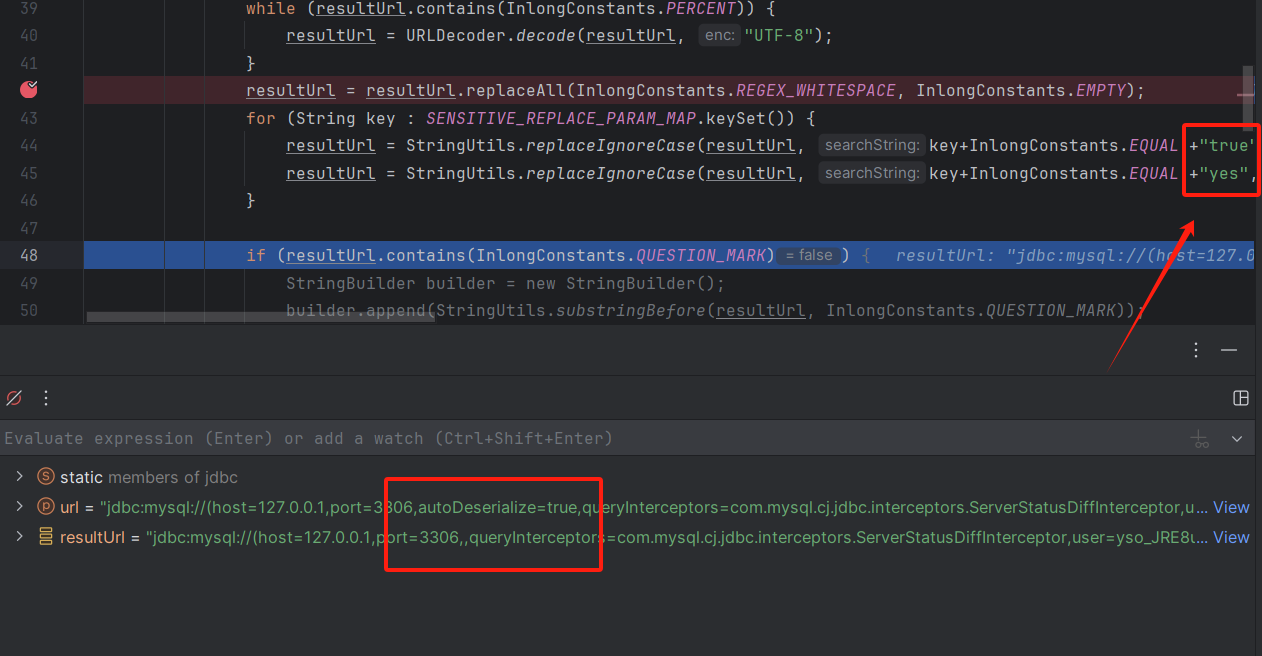 39 while (resultUrl.contains(InlongConstants.PERCENT)) {
40 resultUrl = URLDecoder.decode(resultUrl, enc: "UTF-8");
41 }
resultUrl = resultUrl.replaceAll(InlongConstants.REGEX_WHITESPACE, InlongConstants.EMPTY);
43 for (String key : SENSITIVE_REPLACE_PARAM_MAP.keySet()) {
44 resultUrl = StringUtils.replaceIgnoreCase(resultUrl, searchString: key+InlongConstants.EQUAL +"true"
45 resultUrl = StringUtils.replaceIgnoreCase(resultUrl, searchString: key+InlongConstants.EQUAL +"yes",
46 }
47
48 if (resultUrl.contains(InlongConstants.QUESTION_MARK) = false ) { resultUrl: "jdbc:mysql://(host=127.0
49 StringBuilder builder = new StringBuilder();
50 builder.append(StringUtils.substringBefore(resultUrl, InlongConstants.QUESTION_MARK));
Evaluate expression (Enter) or add a watch (Ctrl+Shift+Enter)
S static members of jdbc
p url = "jdbc:mysql://(host=127.0.0.1,port=3306,autoDeserialize=true,queryInterceptors=com.mysql.cj.jdbc.interceptors.ServerStatusDiffInterceptor,u... View
resultUrl = "jdbc:mysql://(host=127.0.0.1,port=3306,,queryInterceptors=com.mysql.cj.jdbc.interceptors.ServerStatusDiffInterceptor,user=yso_JRE8u... View